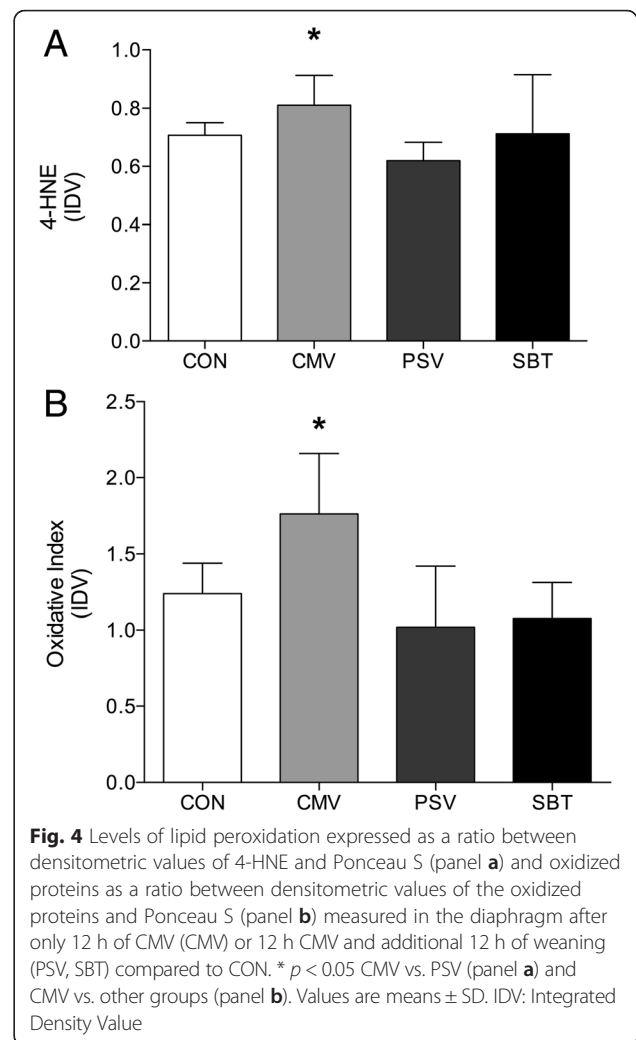 A
*
1.0
0.8
0.6
0.4
0.2
0.0
4-HNE
(IDV)
CON CMV PSV SBT
B
*
2.5
2.0
1.5
1.0
0.5
0.0
Oxidative Index
(IDV)
CON CMV PSV SBT
Fig. 4 Levels of lipid peroxidation expressed as a ratio between
densitometric values of 4-HNE and Ponceau S (panel a) and oxidized
proteins as a ratio between densitometric values of the oxidized
proteins and Ponceau S (panel b) measured in the diaphragm after
only 12 h of CMV (CMV) or 12 h CMV and additional 12 h of weaning
(PSV, SBT) compared to CON. * p < 0.05 CMV vs. PSV (panel a) and
CMV vs. other groups (panel b). Values are means ± SD. IDV: Integrated
Density Value